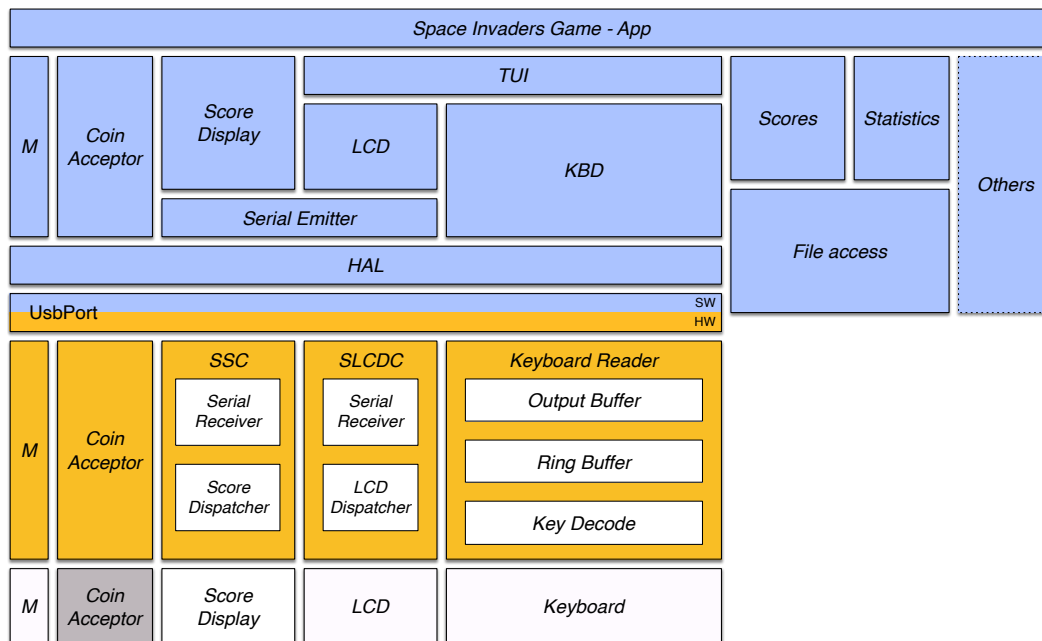 Space Invaders Game - App
M
Coin
Acceptor
Score
Display
TUI
LCD
KBD
Serial Emitter
Scores
Statistics
File access
Others
HAL
UsbPort
SW
HW
M
Coin
Acceptor
SSC
Serial
Receiver
Score
Dispatcher
SLCDC
Serial
Receiver
LCD
Dispatcher
Keyboard Reader
Output Buffer
Ring Buffer
Key Decode
M
Coin
Acceptor
Score
Display
LCD
Keyboard